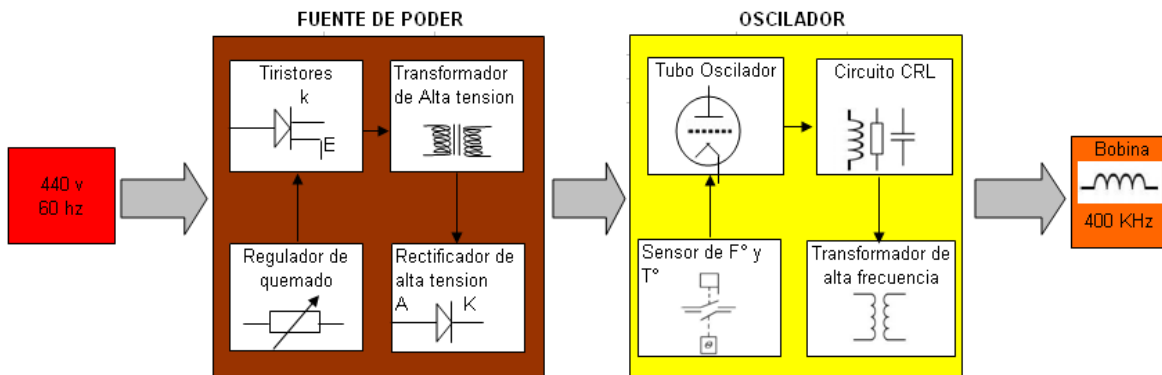 FUENTE DE PODER
OSCILADOR
440 v
60 hz
Tiristores
k
E
Transformador
de Alta tension
Regulador de
quemado
Rectificador de
alta tension
A
K
Tubo Oscilador
Circuito CRL
Sensor de F° y
T°
θ
Transformador de
alta frecuencia
Bobina
400 KHz